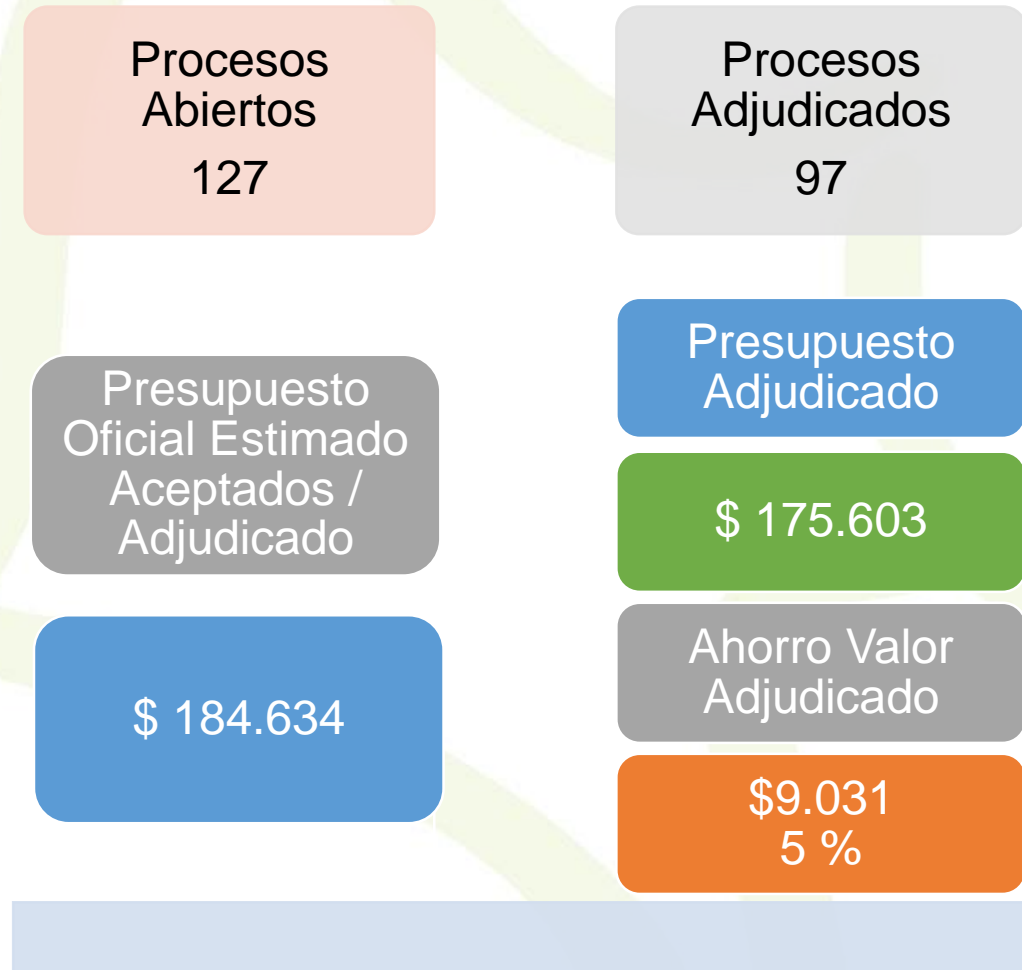 Procesos
Abiertos
127
Procesos
Adjudicados
97
Presupuesto
Oficial Estimado
Aceptados /
Adjudicado
$ 184.634
Presupuesto
Adjudicado
$ 175.603
Ahorro Valor
Adjudicado
$9.031
5 %